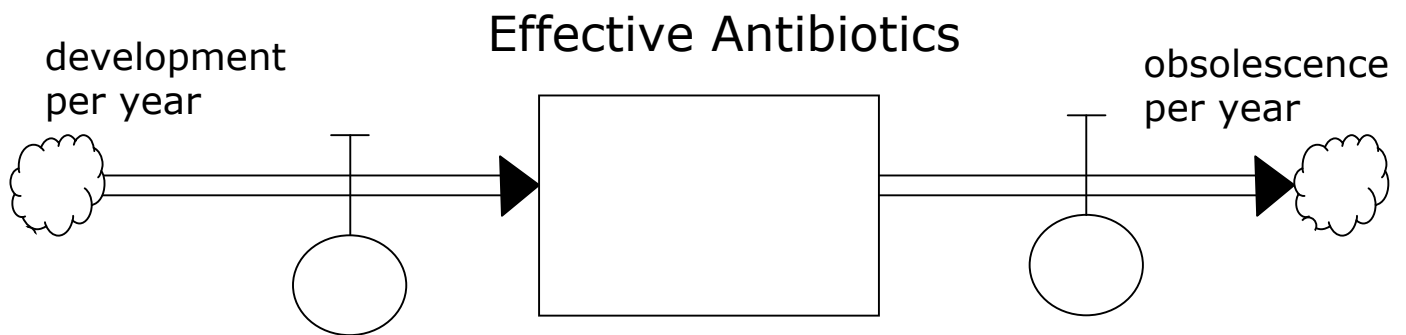 Effective Antibiotics
development
per year
obsolescence
per year